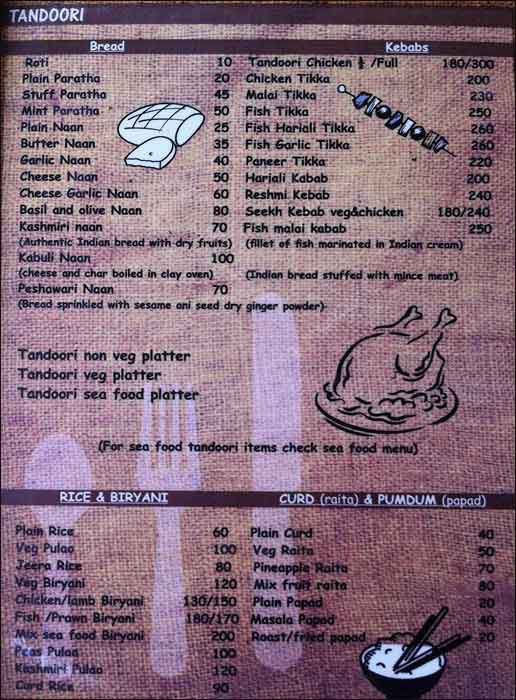 TANDOORI
Bread
Roti 10
Plain Paratha 20
Stuff Paratha 45
Mint Paratha 50
Plain Naan 25
Butter Naan 35
Garlic Naan 40
Cheese Naan 50
Cheese Garlic Naan 60
Basil and olive Naan 80
Kashmiri naan 70
(Authentic Indian bread with dry fruits)
Kabuli Naan 100
(cheese and char boiled in clay oven)
Peshawari Naan 70
(Bread sprinkled with sesame ani seed dry ginger powder)
Kebabs
Tandoori Chicken ½ /Full 180/300
Chicken Tikka 200
Malai Tikka 230
Fish Tikka 250
Fish Hariali Tikka 260
Fish Garlic Tikka 260
Paneer Tikka 220
Hariali Kabab 200
Reshmi Kebab 240
Seekh Kebab veg&chicken 180/240
Fish malai kabab 250
(fillet of fish marinated in Indian cream)
(Indian bread stuffed with mince meat)
Tandoori non veg platter
Tandoori veg platter
Tandoori sea food platter
(For sea food tandoori items check sea food menu)
RICE & BIRYANI
Plain Rice 60
Veg Pulao 100
Jeera Rice 80
Veg Biryani 120
Chicken/lamb Biryani 130/150
Fish /Prawn Biryani 160/170
Mix sea food Biryani 200
Peas Pulaa 100
Kashmiri Pulao 120
Curd Rice 90
CURD (raita) & PUMDUM (papad)
Plain Curd 40
Veg Raita 50
Pineapple Raita 70
Mix fruit raita 80
Plain Papad 20
Masala Papad 40
Roast/fried papad 20